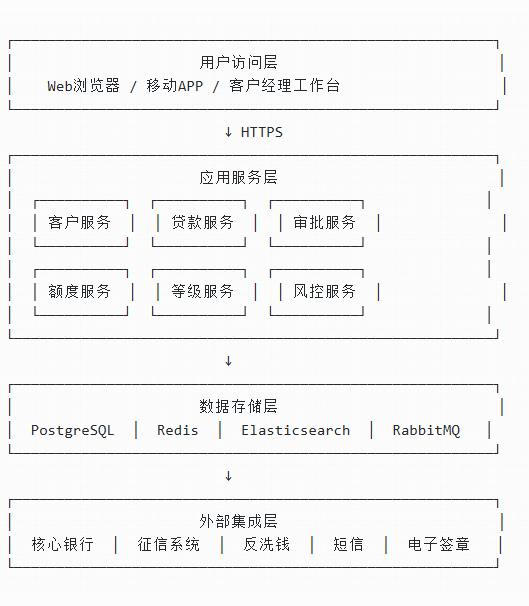 用户访问层
Web浏览器 / 移动APP / 客户经理工作台
↓ HTTPS
应用服务层
客户服务 │ │ 贷款服务 │ │ 审批服务
额度服务 │ │ 等级服务 │ │ 风控服务
↓
数据存储层
PostgreSQL │ Redis │ Elasticsearch │ RabbitMQ
↓
外部集成层
核心银行 │ 征信系统 │ 反洗钱 │ 短信 │ 电子签章